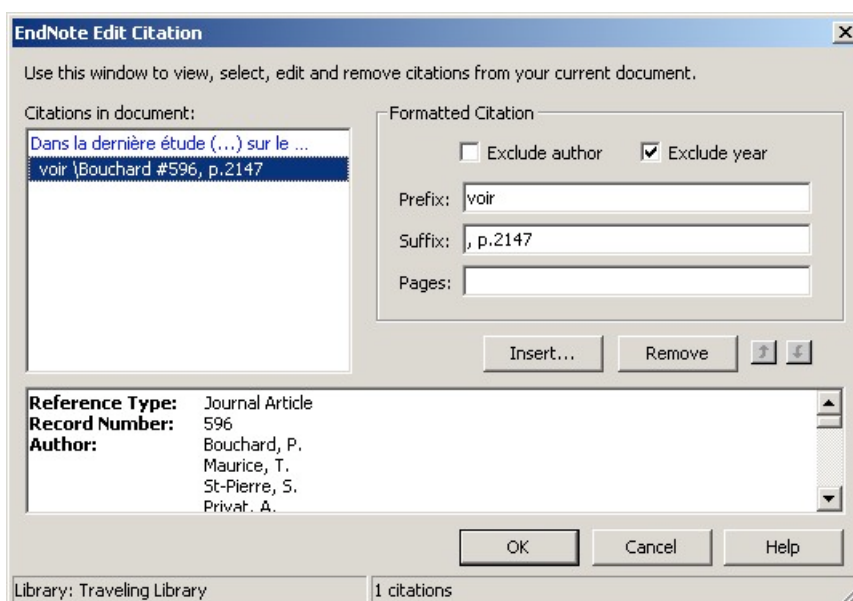 EndNote Edit Citation
Use this window to view, select, edit and remove citations from your current document.
Citations in document:
Dans la dernière étude (...) sur le ...
voir \Bouchard #596, p.2147
Formatted Citation
Exclude author
Exclude year
Prefix: voir
Suffix: , p.2147
Pages:
Insert...
Remove
Reference Type: Journal Article
Record Number: 596
Author: Bouchard, P.
Maurice, T.
St-Pierre, S.
Privat, A.
OK
Cancel
Help
Library: Traveling Library
1 citations